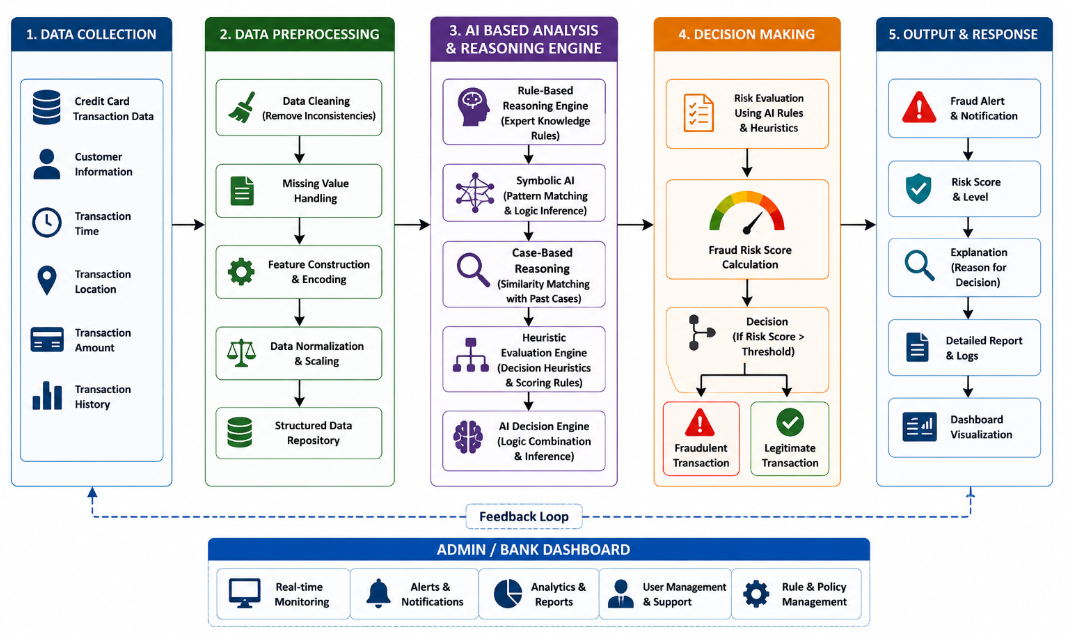 1. DATA COLLECTION
Credit Card
Transaction Data
Customer
Information
Transaction
Time
Transaction
Location
Transaction
Amount
Transaction
History
2. DATA PREPROCESSING
Data Cleaning
(Remove Inconsistencies)
Missing Value
Handling
Feature Construction
& Encoding
Data Normalization
& Scaling
Structured Data
Repository
3. AI BASED ANALYSIS
& REASONING ENGINE
Rule-Based
Reasoning Engine
(Expert Knowledge
Rules)
Symbolic AI
(Pattern Matching
& Logic Inference)
Case-Based
Reasoning
(Similarity Matching
with Past Cases)
Heuristic
Evaluation Engine
(Decision Heuristics
& Scoring Rules)
AI Decision Engine
(Logic Combination
& Inference)
4. DECISION MAKING
Risk Evaluation
Using AI Rules
& Heuristics
Fraud Risk Score
Calculation
Decision
(If Risk Score >
Threshold)
Fraudulent
Transaction
Legitimate
Transaction
5. OUTPUT & RESPONSE
Fraud Alert
& Notification
Risk Score
& Level
Explanation
(Reason for
Decision)
Detailed Report
& Logs
Dashboard
Visualization
Feedback Loop
ADMIN / BANK DASHBOARD
Real-time
Monitoring
Alerts &
Notifications
Analytics &
Reports
User Management
& Support
Rule & Policy
Management